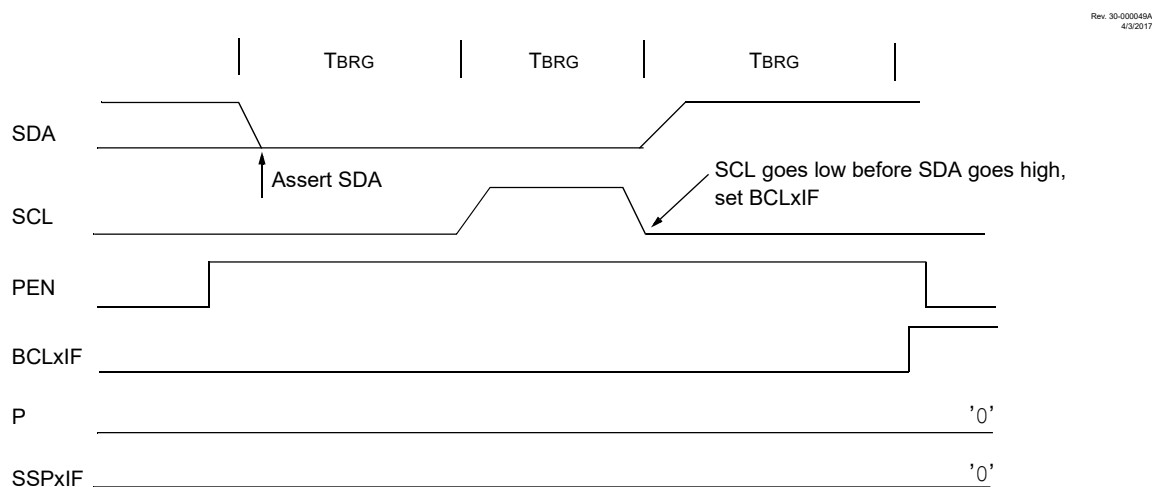 Rev. 30-000049A
4/3/2017
TBRG TBRG TBRG
SDA
Assert SDA
SCL goes low before SDA goes high,
set BCLxIF
SCL
PEN
BCLxIF
P '0'
SSPxIF '0'